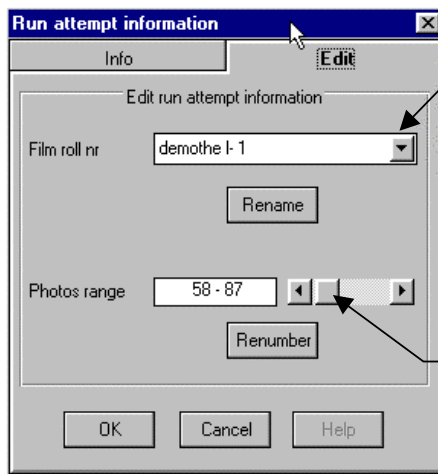 Run attempt information
Info
Edit
Edit run attempt information
Film roll nr
demothe I- 1
Rename
Photos range
58 - 87
Renumber
OK
Cancel
Help